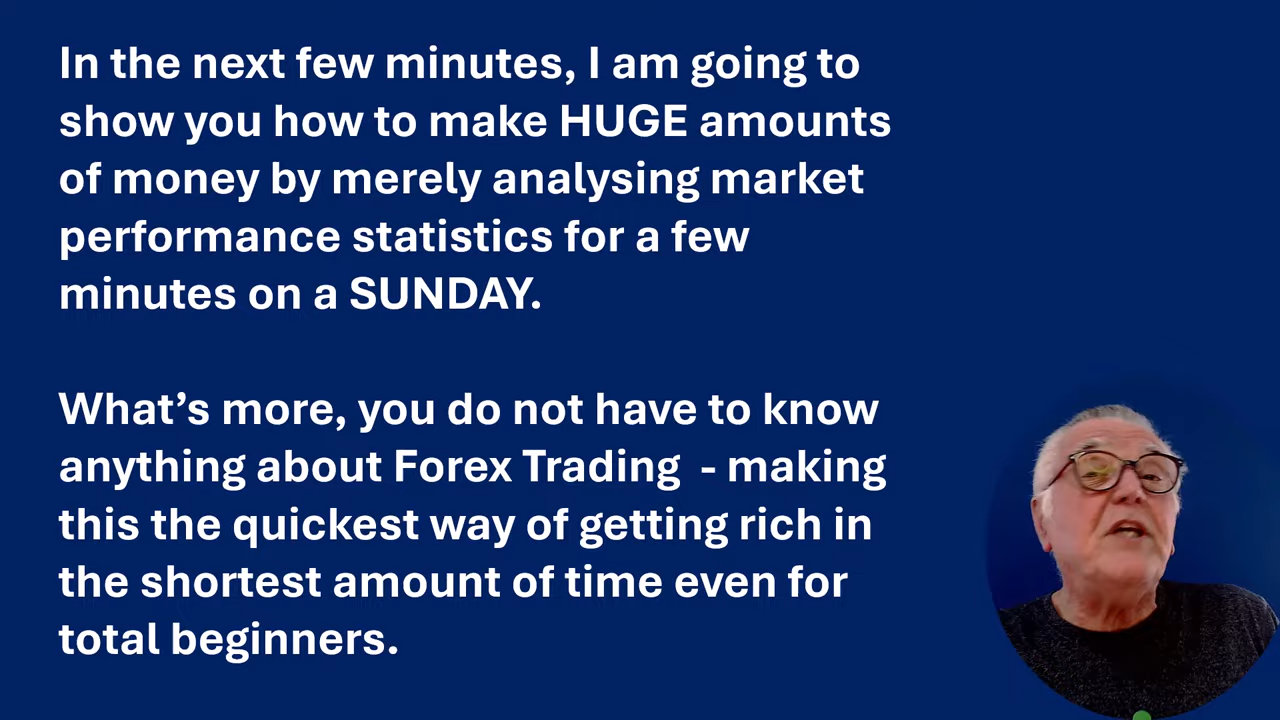 In the next few minutes, I am going to
show you how to make HUGE amounts
of money by merely analysing market
performance statistics for a few
minutes on a SUNDAY.
What’s more, you do not have to know
anything about Forex Trading  - making
this the quickest way of getting rich in
the shortest amount of time even for
total beginners.